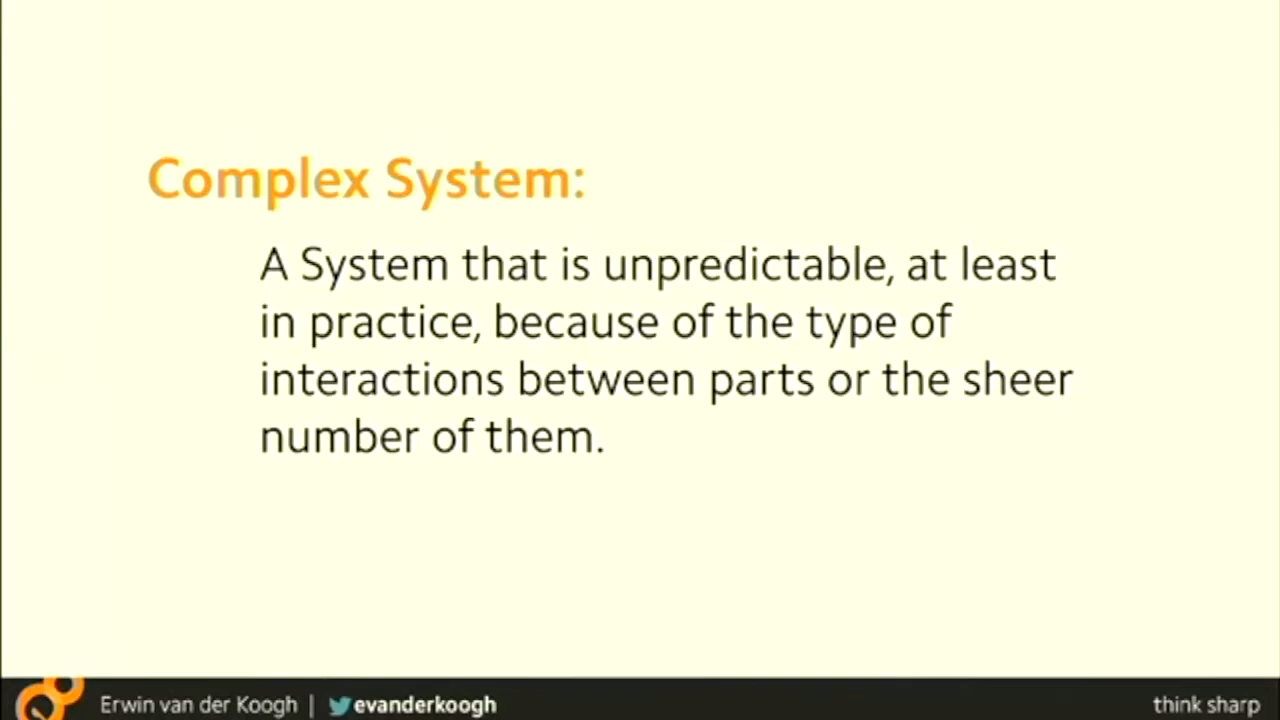 Complex System:
A System that is unpredictable, at least
in practice, because of the type of
interactions between parts or the sheer
number of them.
Erwin van der Koogh | evanderkoogh
think sharp